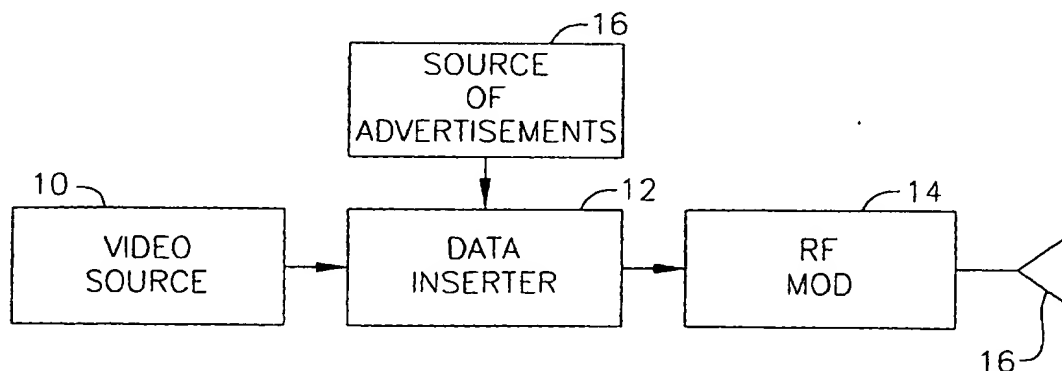 16
SOURCE
OF
ADVERTISEMENTS
10
12
14
VIDEO
SOURCE
DATA
INSERTER
RF
MOD
16